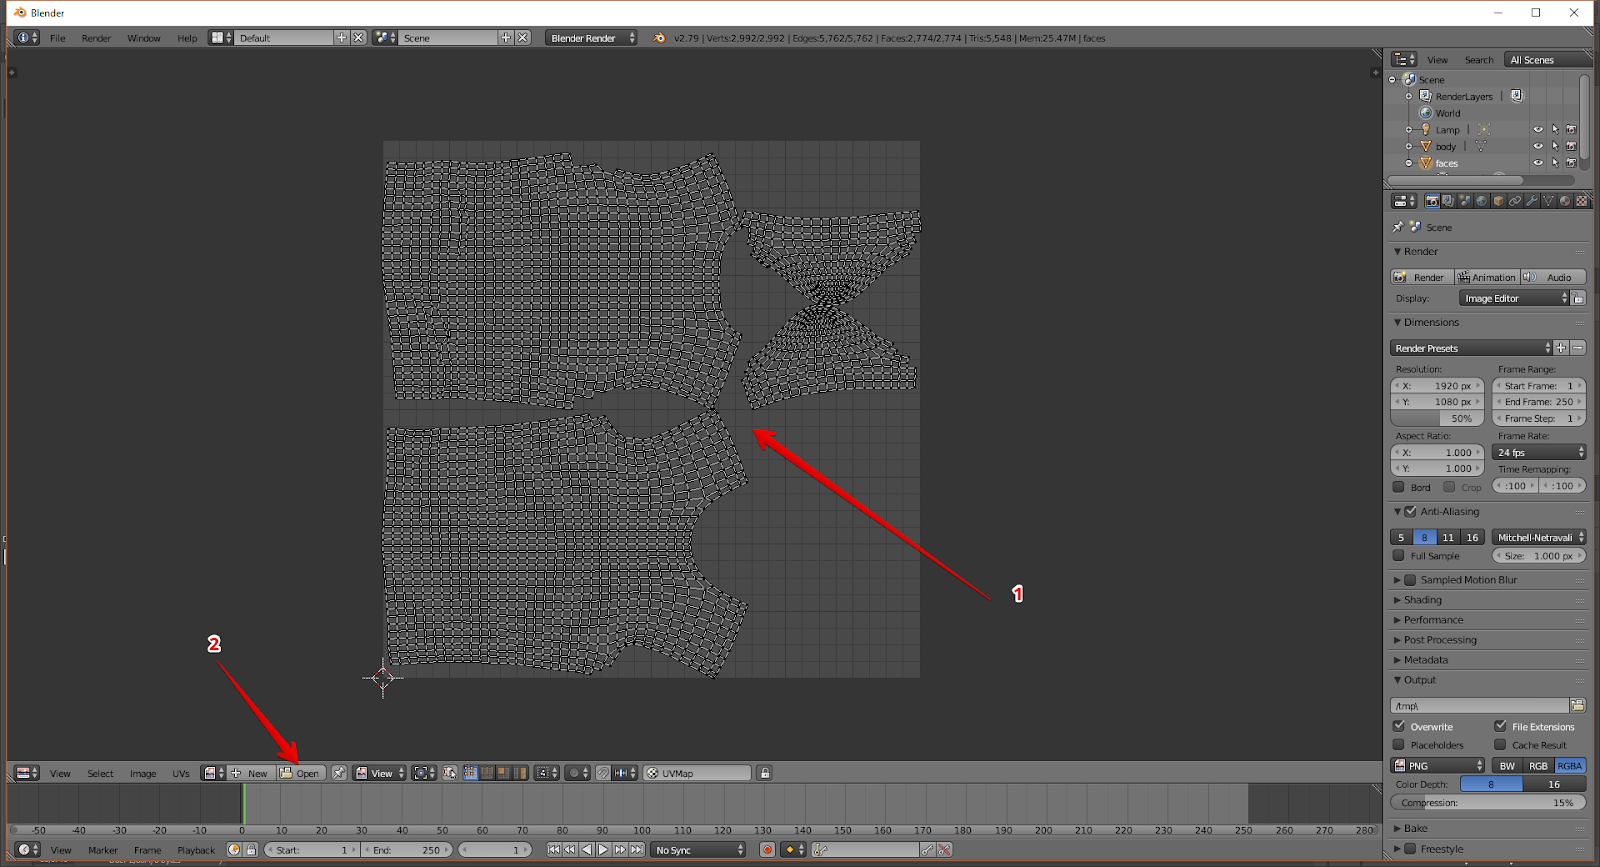 Blender
File Render Window Help Default Scene Blender Render v2.79 | Verts:2,992/2,992 | Edges:5,762/5,762 | Faces:2,774/2,774 | Tris:5,548 | Mem:25.47M | faces
View Search All Scenes
Scene
RenderLayers |
World
Lamp |
body |
faces
Scene
Render
Render Animation Audio
Display: Image Editor
Dimensions
Render Presets
Resolution: Frame Range:
X: 1920 px Start Frame: 1
Y: 1080 px End Frame: 250
50% Frame Step: 1
Aspect Ratio: Frame Rate:
X: 1.000 24 fps
Y: 1.000 Time Remapping:
Bord Crop :100 :100
Anti-Aliasing
5 8 11 16 Mitchell-Netravali
Full Sample Size: 1.000 px
Sampled Motion Blur
Shading
Performance
Post Processing
Metadata
Output
/tmp\
Overwrite File Extensions
Placeholders Cache Result
PNG BW RGB RGBA
Color Depth: 8 16
Compression: 15%
Bake
Freestyle
1
2
View Select Image UVs New Open View UVMap
-50 -40 -30 -20 -10 0 10 20 30 40 50 60 70 80 90 100 110 120 130 140 150 160 170 180 190 200 210 220 230 240 250 260 270 280
View Marker Frame Playback Start: 1 End: 250 1 No Sync